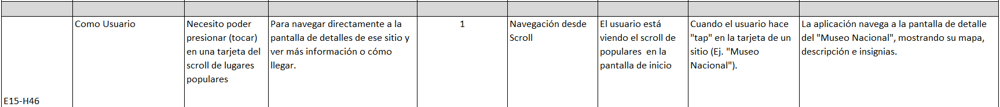 E15-H46
Como Usuario
Necesito poder
presionar (tocar)
en una tarjeta del
scroll de lugares
populares
Para navegar directamente a la
pantalla de detalles de ese sitio y
ver más información o cómo
llegar.
1
Navegación desde
Scroll
El usuario está
viendo el scroll de
populares en la
pantalla de inicio
Cuando el usuario hace
"tap" en la tarjeta de un
sitio (Ej. "Museo
Nacional").
La aplicación navega a la pantalla de detalle
del "Museo Nacional", mostrando su mapa,
descripción e insignias.